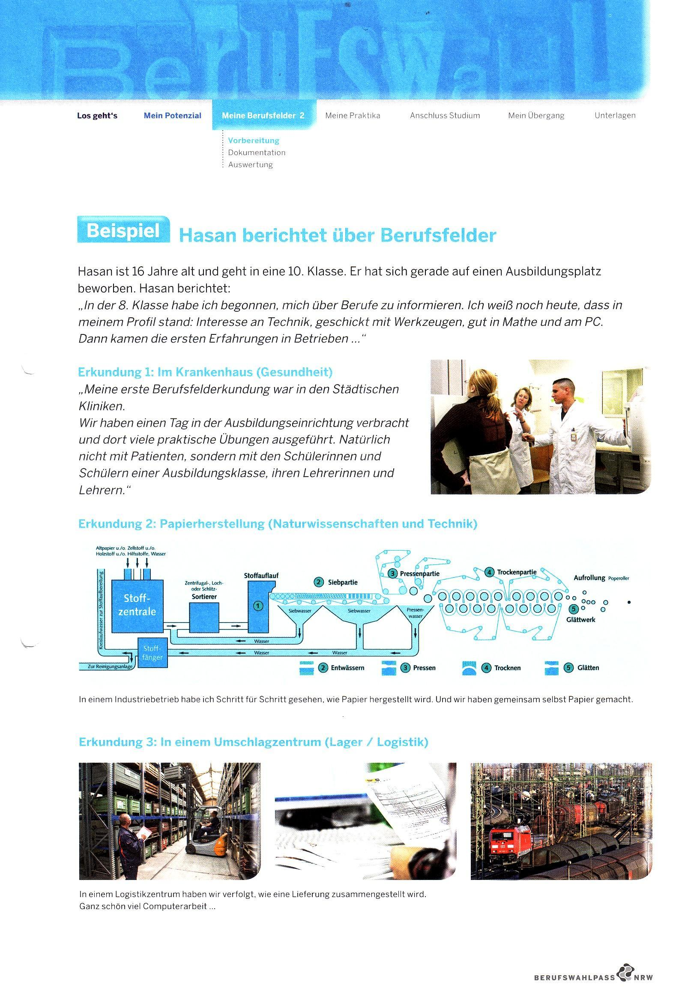 BerufswaHL
Los geht's Mein Potenzial Meine Berufsfelder 2 Meine Praktika Anschluss Studium Mein Übergang Unterlagen
Vorbereitung
Dokumentation
Auswertung
Beispiel Hasan berichtet über Berufsfelder
Hasan ist 16 Jahre alt und geht in eine 10. Klasse. Er hat sich gerade auf einen Ausbildungsplatz
beworben. Hasan berichtet:
„In der 8. Klasse habe ich begonnen, mich über Berufe zu informieren. Ich weiß noch heute, dass in
meinem Profil stand: Interesse an Technik, geschickt mit Werkzeugen, gut in Mathe und am PC.
Dann kamen die ersten Erfahrungen in Betrieben ...“
Erkundung 1: Im Krankenhaus (Gesundheit)
„Meine erste Berufsfelderkundung war in den Städtischen
Kliniken.
Wir haben einen Tag in der Ausbildungseinrichtung verbracht
und dort viele praktische Übungen ausgeführt. Natürlich
nicht mit Patienten, sondern mit den Schülerinnen und
Schülern einer Ausbildungsklasse, ihren Lehrerinnen und
Lehrern.“
Erkundung 2: Papierherstellung (Naturwissenschaften und Technik)
Altpapier u./o. Zellstoff u./o.
Holzstoff u./o. Hilfsstoffe, Wasser
Kreislaufwasser zur Stoffaufbereitung
Stoff-
zentrale
Zentrifugal-, Loch-
oder Schlitz-
Sortierer
Stoffauflauf
1
2 Siebpartie
3 Pressenpartie
4 Trockenpartie
Aufrollung Poperoller
5
Glättwerk
Siebwasser
Siebwasser
Pressen-
wasser
Wasser
Stoff-
fänger
Wasser
Wasser
Zur Reinigungsanlage
2 Entwässern
3 Pressen
4 Trocknen
5 Glätten
In einem Industriebetrieb habe ich Schritt für Schritt gesehen, wie Papier hergestellt wird. Und wir haben gemeinsam selbst Papier gemacht.
Erkundung 3: In einem Umschlagzentrum (Lager / Logistik)
In einem Logistikzentrum haben wir verfolgt, wie eine Lieferung zusammengestellt wird.
Ganz schön viel Computerarbeit ...
BERUFSWAHLPASS NRW